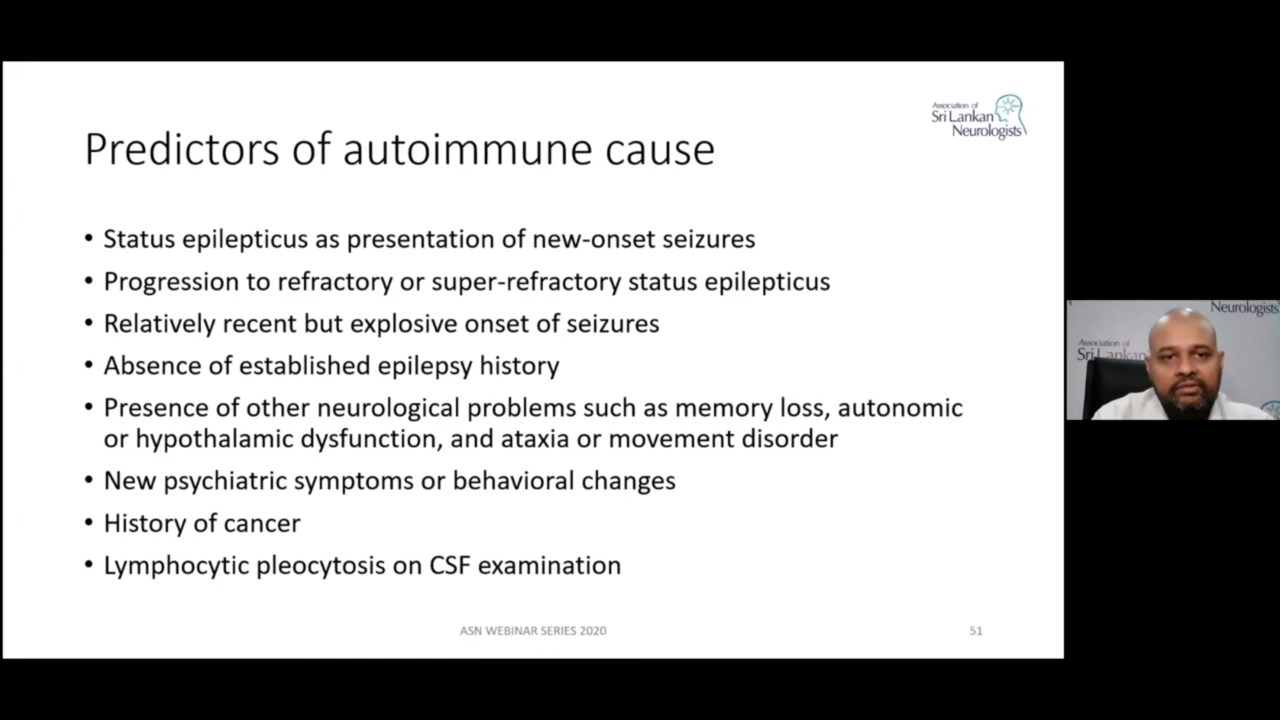 Association of
Sri Lankan
Neurologists
Predictors of autoimmune cause
• Status epilepticus as presentation of new-onset seizures
• Progression to refractory or super-refractory status epilepticus
• Relatively recent but explosive onset of seizures
• Absence of established epilepsy history
• Presence of other neurological problems such as memory loss, autonomic
or hypothalamic dysfunction, and ataxia or movement disorder
• New psychiatric symptoms or behavioral changes
• History of cancer
• Lymphocytic pleocytosis on CSF examination
ASN WEBINAR SERIES 2020
51
Neurologists
Association of
Sri Lankan